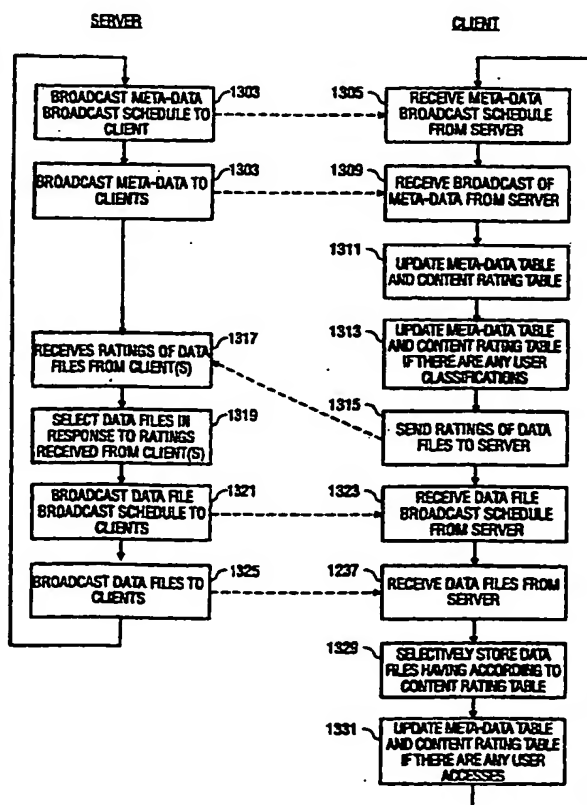 SERVER
CLIENT
1303
BROADCAST META-DATA
BROADCAST SCHEDULE TO
CLIENT
1305
RECEIVE META-DATA
BROADCAST SCHEDULE
FROM SERVER
1303
BROADCAST META-DATA TO
CLIENTS
1309
RECEIVE BROADCAST OF
META-DATA FROM SERVER
1311
UPDATE META-DATA TABLE
AND CONTENT RATING TABLE
1317
RECEIVES RATINGS OF DATA
FILES FROM CLIENT(S)
1313
UPDATE META-DATA TABLE
AND CONTENT RATING TABLE
IF THERE ARE ANY USER
CLASSIFICATIONS
1319
SELECT DATA FILES IN
RESPONSE TO RATINGS
RECEIVED FROM CLIENT(S)
1315
SEND RATINGS OF DATA
FILES TO SERVER
1321
BROADCAST DATA FILE
BROADCAST SCHEDULE TO
CLIENTS
1323
RECEIVE DATA FILE
BROADCAST SCHEDULE
FROM SERVER
1325
BROADCAST DATA FILES TO
CLIENTS
1237
RECEIVE DATA FILES FROM
SERVER
1329
SELECTIVELY STORE DATA
FILES HAVING ACCORDING TO
CONTENT RATING TABLE
1331
UPDATE META-DATA TABLE
AND CONTENT RATING TABLE
IF THERE ARE ANY USER
ACCESSES